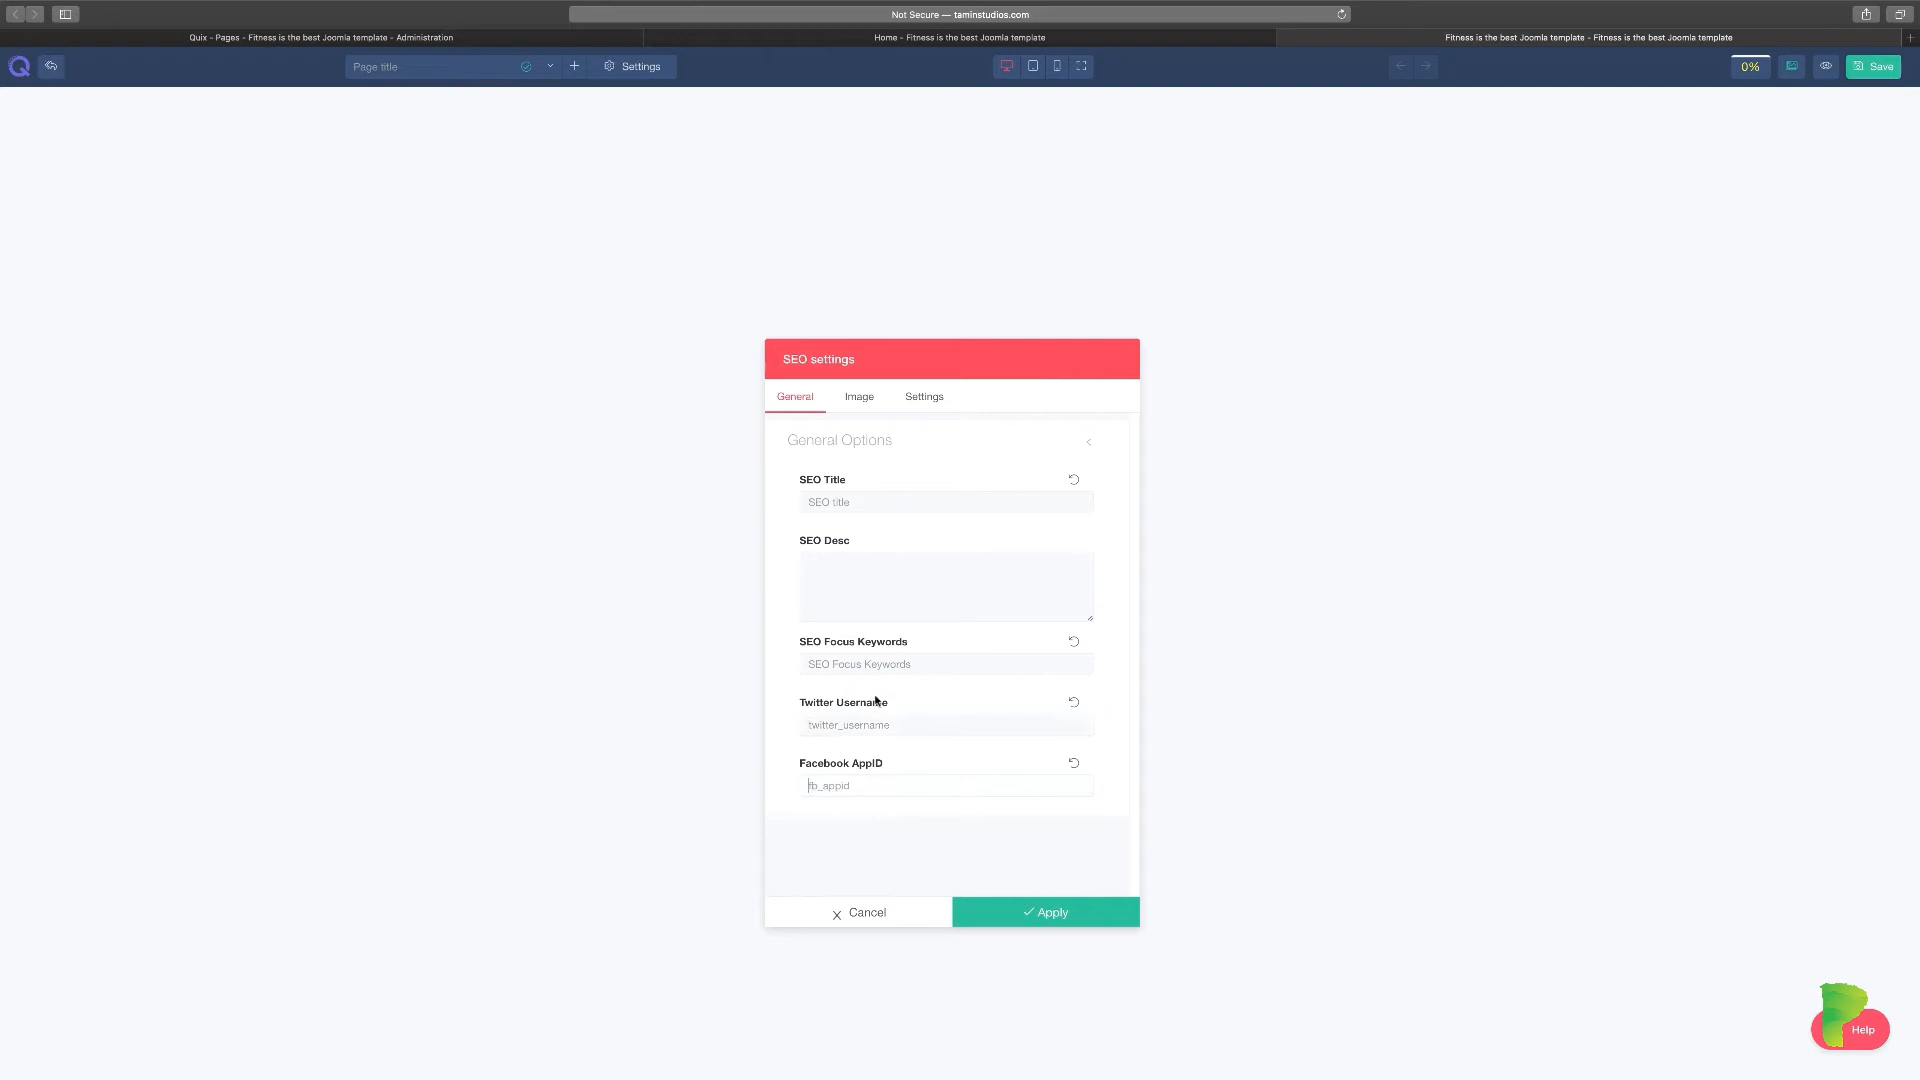 Not Secure — taminstudios.com
Quix - Pages - Fitness is the best Joomla template - Administration
Home - Fitness is the best Joomla template
Fitness is the best Joomla template - Fitness is the best Joomla template
Page title
Settings
0%
Save
SEO settings
General
Image
Settings
General Options
SEO Title
SEO title
SEO Desc
SEO Focus Keywords
SEO Focus Keywords
Twitter Username
twitter_username
Facebook AppID
fb_appid
Cancel
Apply
Help